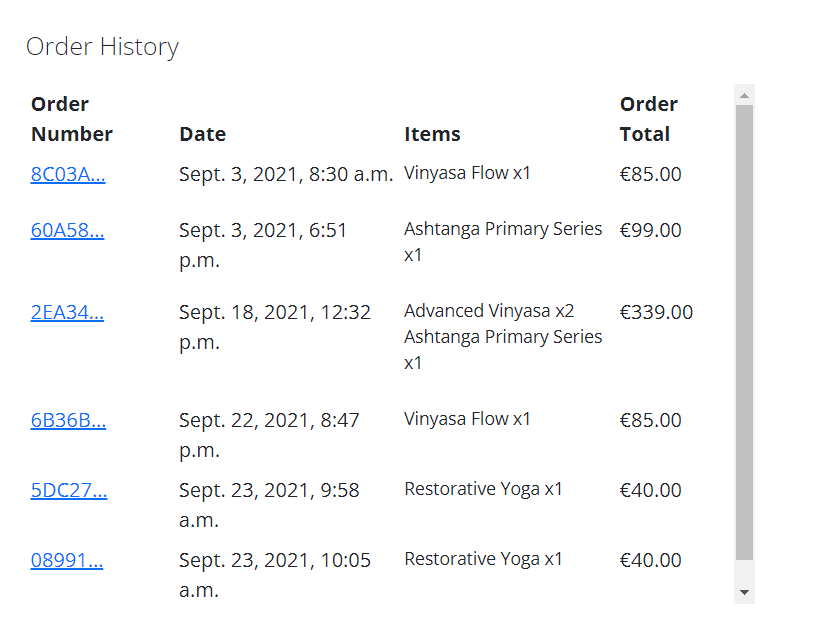 Order History
Order Number Date Items Order Total
8C03A... Sept. 3, 2021, 8:30 a.m. Vinyasa Flow x1 €85.00
60A58... Sept. 3, 2021, 6:51 p.m. Ashtanga Primary Series x1 €99.00
2EA34... Sept. 18, 2021, 12:32 p.m. Advanced Vinyasa x2 Ashtanga Primary Series x1 €339.00
6B36B... Sept. 22, 2021, 8:47 p.m. Vinyasa Flow x1 €85.00
5DC27... Sept. 23, 2021, 9:58 a.m. Restorative Yoga x1 €40.00
08991... Sept. 23, 2021, 10:05 a.m. Restorative Yoga x1 €40.00